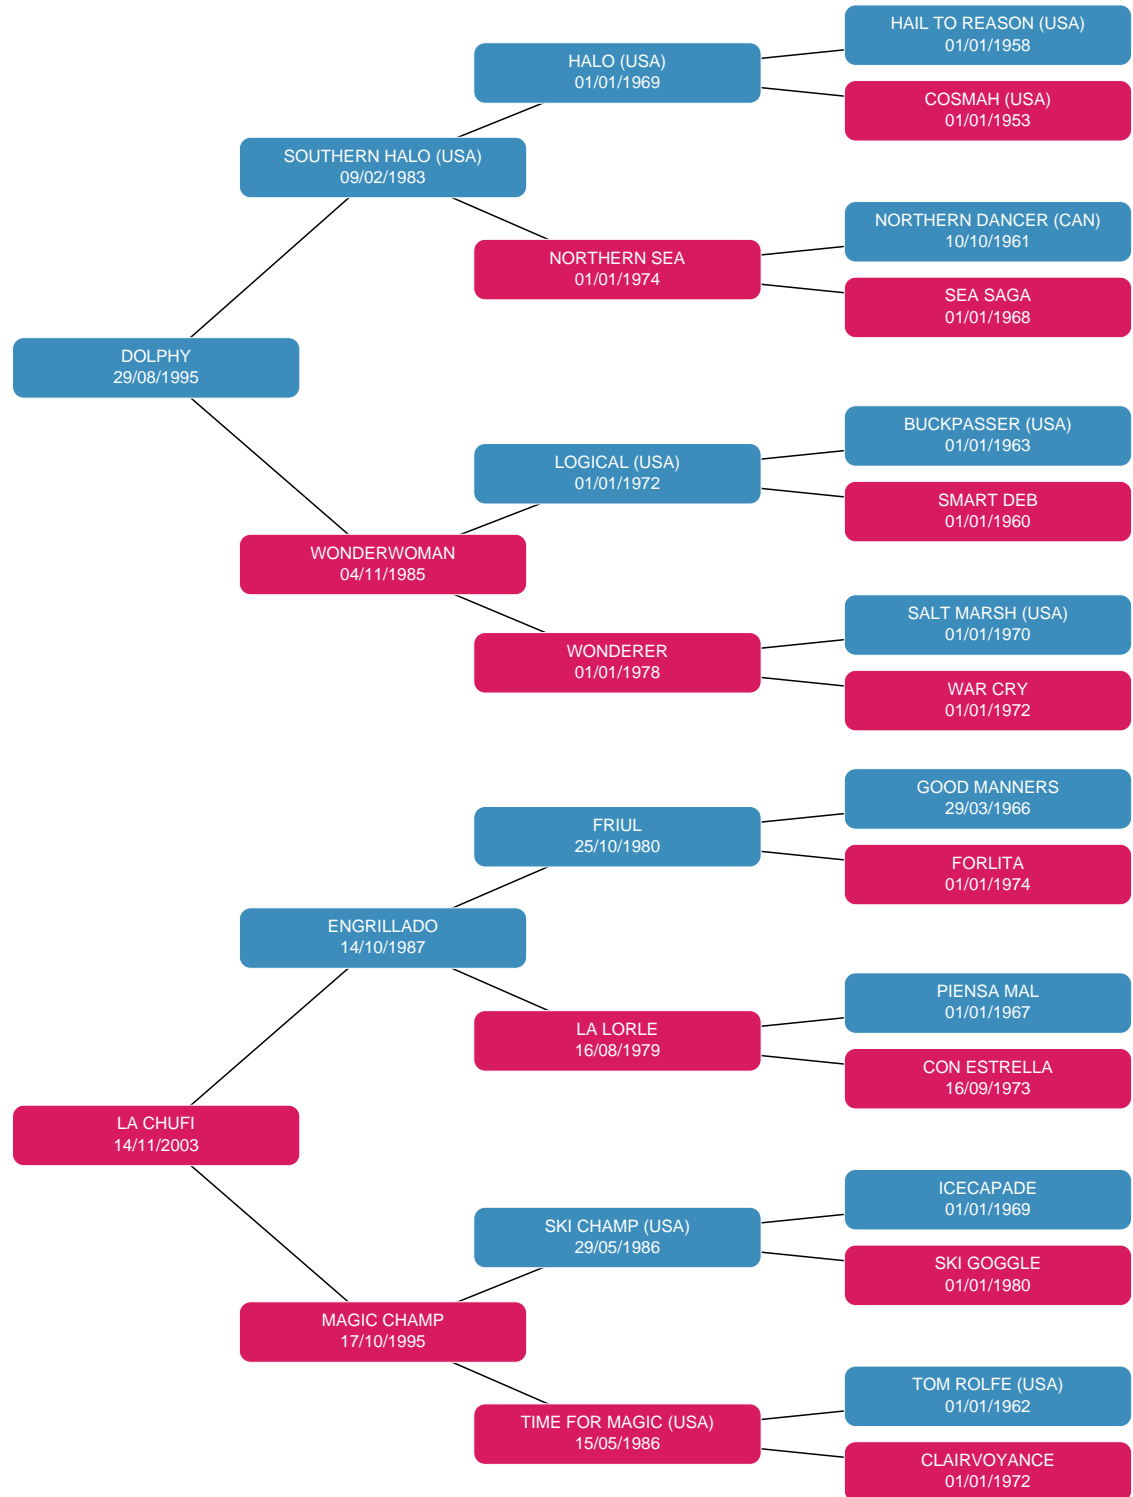 HAIL TO REASON (USA)
01/01/1958
HALO (USA)
01/01/1969
COSMAH (USA)
01/01/1953
SOUTHERN HALO (USA)
09/02/1983
NORTHERN DANCER (CAN)
10/10/1961
NORTHERN SEA
01/01/1974
SEA SAGA
01/01/1968
DOLPHY
29/08/1995
BUCKPASSER (USA)
01/01/1963
LOGICAL (USA)
01/01/1972
SMART DEB
01/01/1960
WONDERWOMAN
04/11/1985
SALT MARSH (USA)
01/01/1970
WONDERER
01/01/1978
WAR CRY
01/01/1972
GOOD MANNERS
29/03/1966
FRIUL
25/10/1980
FORLITA
01/01/1974
ENGRILLADO
14/10/1987
PIENSA MAL
01/01/1967
LA LORLE
16/08/1979
CON ESTRELLA
16/09/1973
LA CHUFI
14/11/2003
ICECAPADE
01/01/1969
SKI CHAMP (USA)
29/05/1986
SKI GOGGLE
01/01/1980
MAGIC CHAMP
17/10/1995
TOM ROLFE (USA)
01/01/1962
TIME FOR MAGIC (USA)
15/05/1986
CLAIRVOYANCE
01/01/1972